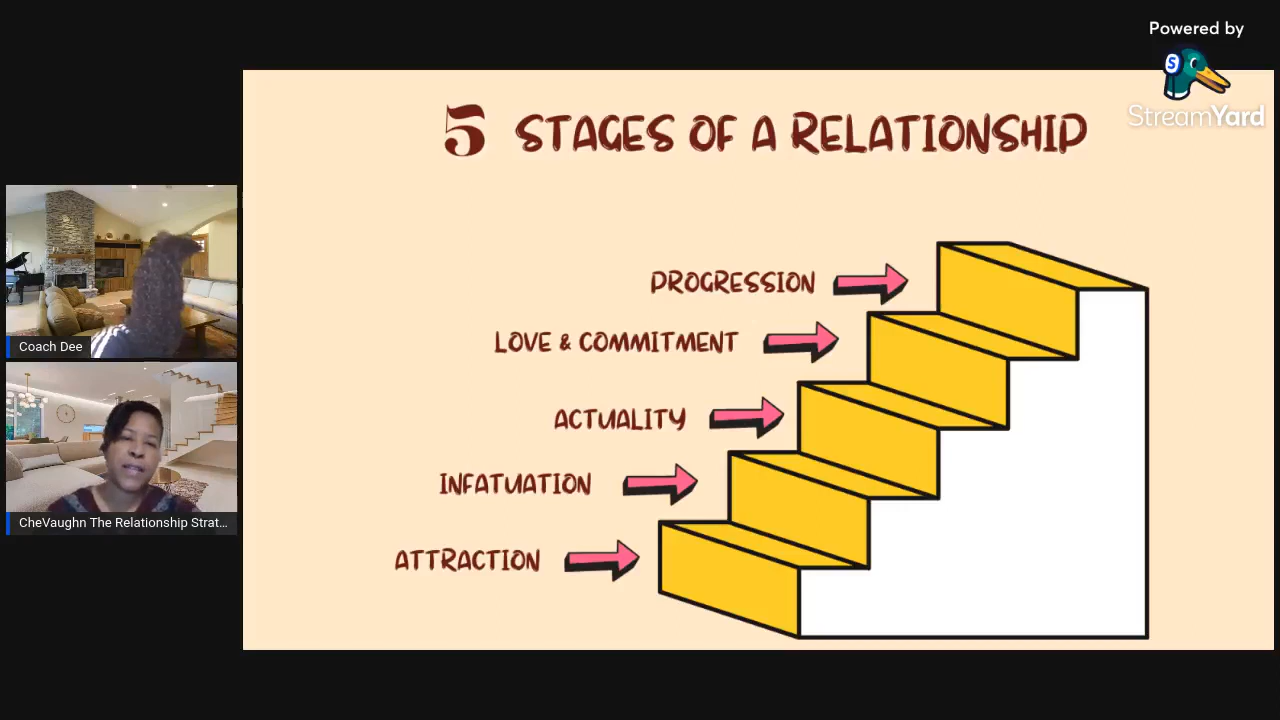 Powered by
S
StreamYard
5 STAGES OF A RELATIONSHIP
PROGRESSION
LOVE & COMMITMENT
ACTUALITY
INFATUATION
ATTRACTION
Coach Dee
CheVaughn The Relationship Strat...